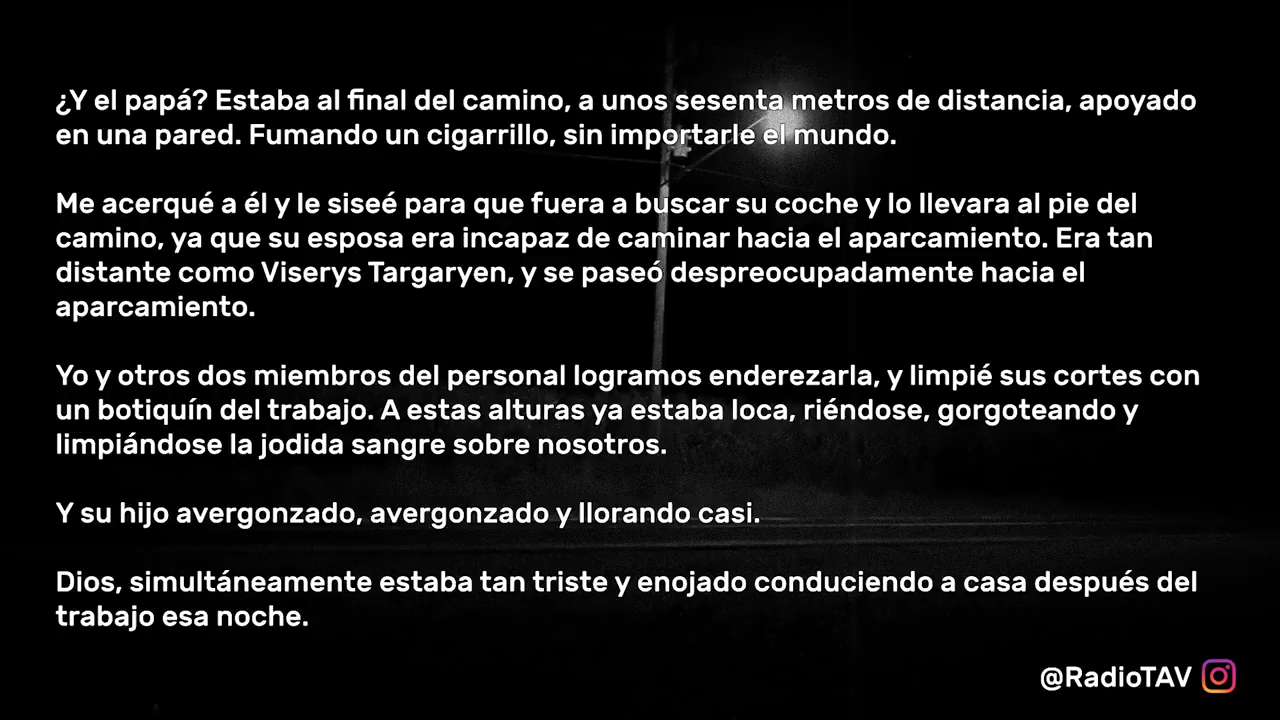 ¿Y el papá? Estaba al final del camino, a unos sesenta metros de distancia, apoyado
en una pared. Fumando un cigarrillo, sin importarle el mundo.
Me acerqué a él y le siseé para que fuera a buscar su coche y lo llevara al pie del
camino, ya que su esposa era incapaz de caminar hacia el aparcamiento. Era tan
distante como Viserys Targaryen, y se paseó despreocupadamente hacia el
aparcamiento.
Yo y otros dos miembros del personal logramos enderezarla, y limpié sus cortes con
un botiquín del trabajo. A estas alturas ya estaba loca, riéndose, gorgoteando y
limpiándose la jodida sangre sobre nosotros.
Y su hijo avergonzado, avergonzado y llorando casi.
Dios, simultáneamente estaba tan triste y enojado conduciendo a casa después del
trabajo esa noche.
@RadioTAV